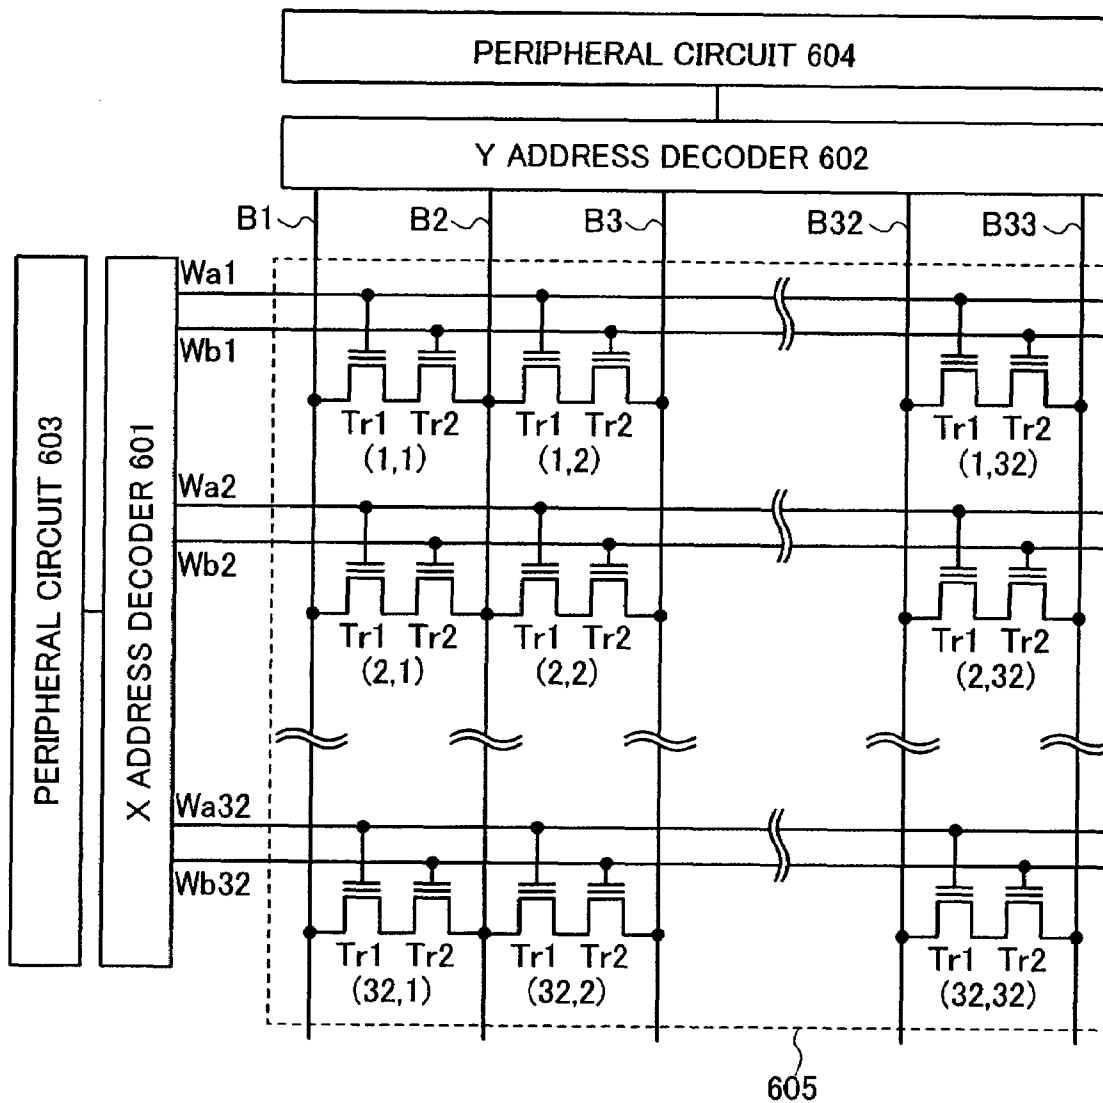 PERIPHERAL CIRCUIT 604
Y ADDRESS DECODER 602
B1 B2 B3 B32 B33
PERIPHERAL CIRCUIT 603
X ADDRESS DECODER 601
Wa1
Wb1
Tr1 Tr2 Tr1 Tr2 Tr1 Tr2
(1,1) (1,2) (1,32)
Wa2
Wb2
Tr1 Tr2 Tr1 Tr2 Tr1 Tr2
(2,1) (2,2) (2,32)
Wa32
Wb32
Tr1 Tr2 Tr1 Tr2 Tr1 Tr2
(32,1) (32,2) (32,32)
605